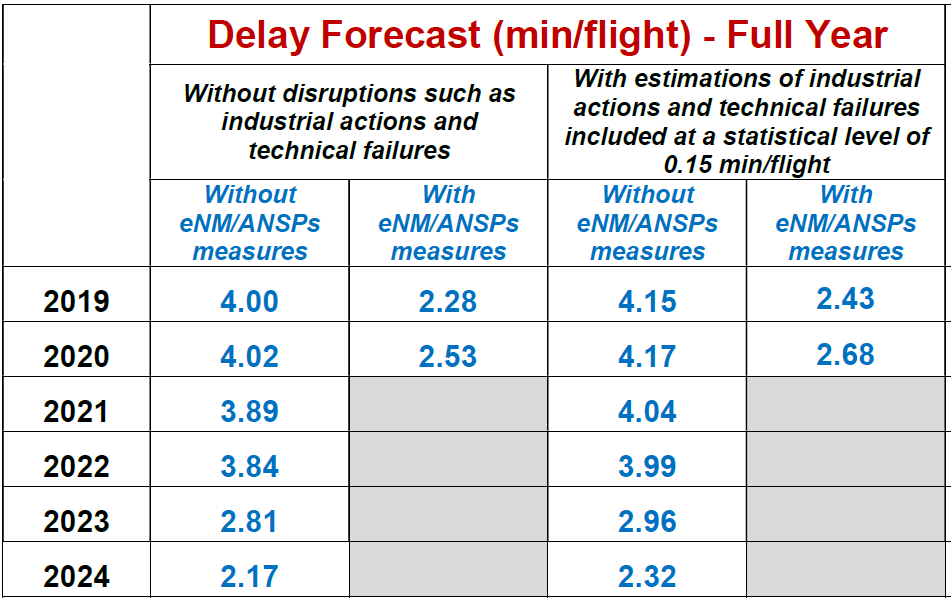 Delay Forecast (min/flight) - Full Year
Without disruptions such as
industrial actions and
technical failures
With estimations of industrial
actions and technical failures
included at a statistical level of
0.15 min/flight
Without
eNM/ANSPs
measures
With
eNM/ANSPs
measures
Without
eNM/ANSPs
measures
With
eNM/ANSPs
measures
2019 4.00 2.28 4.15 2.43
2020 4.02 2.53 4.17 2.68
2021 3.89 4.04
2022 3.84 3.99
2023 2.81 2.96
2024 2.17 2.32